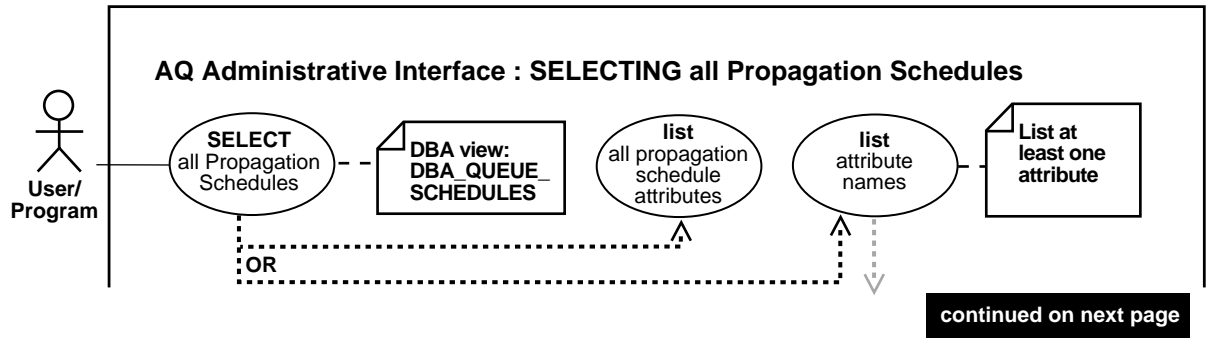 AQ Administrative Interface : SELECTING all Propagation Schedules
User/
Program
SELECT
all Propagation
Schedules
DBA view:
DBA_QUEUE_
SCHEDULES
list
all propagation
schedule
attributes
list
attribute
names
List at
least one
attribute
OR
continued on next page